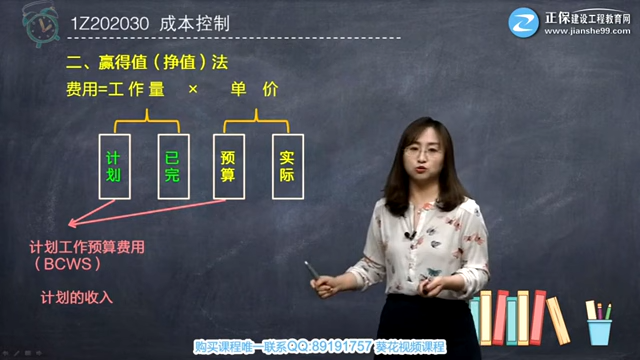 1Z202030 成本控制
正保建设工程教育网
www.jianshe99.com
二、赢得值（挣值）法
费用=工作量 × 单 价
计划 已完 预算 实际
计划工作预算费用
（BCWS）
计划的收入
购买课程唯一联系QQ:89191757 葵花视频课程